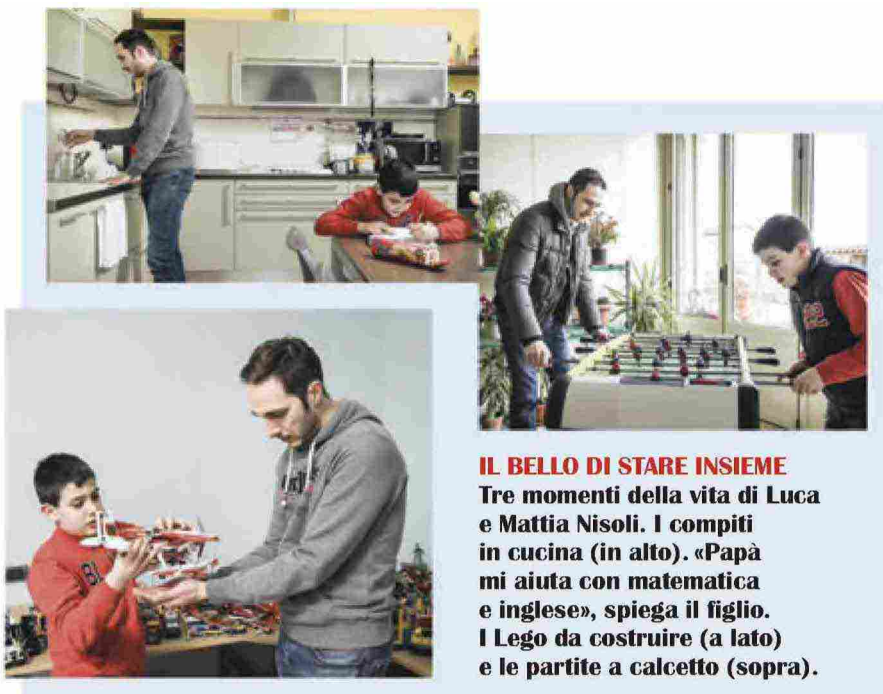 IL BELLO DI STARE INSIEME
Tre momenti della vita di Luca
e Mattia Nisoli. I compiti
in cucina (in alto). «Papà
mi aiuta con matematica
e inglese», spiega il figlio.
I Lego da costruire (a lato)
e le partite a calcetto (sopra).